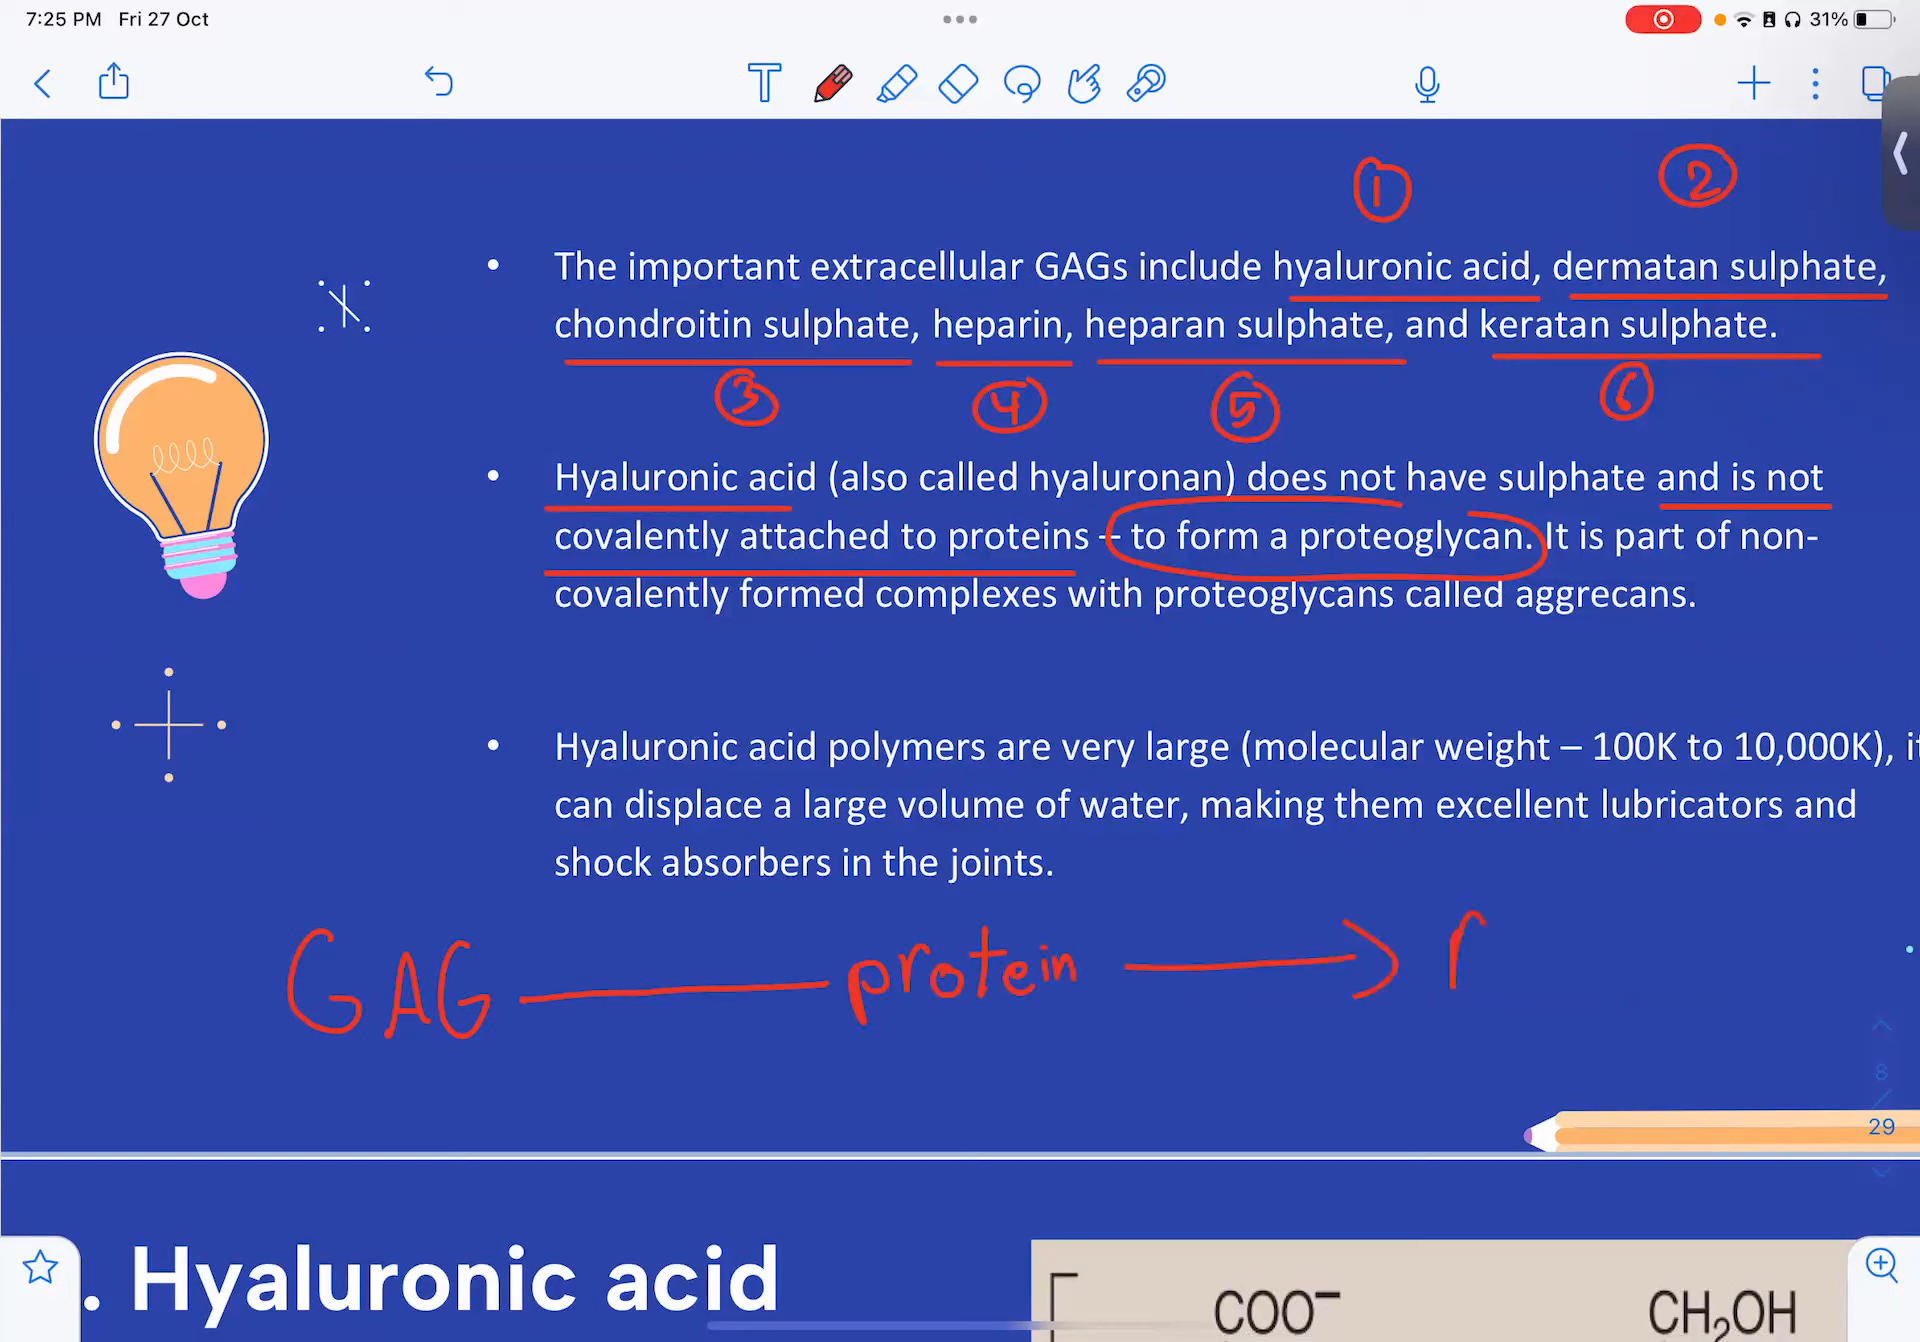 7:25 PM Fri 27 Oct
31%
T
1
2
• The important extracellular GAGs include hyaluronic acid, dermatan sulphate,
chondroitin sulphate, heparin, heparan sulphate, and keratan sulphate.
3 4 5 6
• Hyaluronic acid (also called hyaluronan) does not have sulphate and is not
covalently attached to proteins – to form a proteoglycan. It is part of non-
covalently formed complexes with proteoglycans called aggrecans.
• Hyaluronic acid polymers are very large (molecular weight – 100K to 10,000K), it
can displace a large volume of water, making them excellent lubricators and
shock absorbers in the joints.
GAG protein
8
/
29
. Hyaluronic acid
COO⁻ CH₂OH